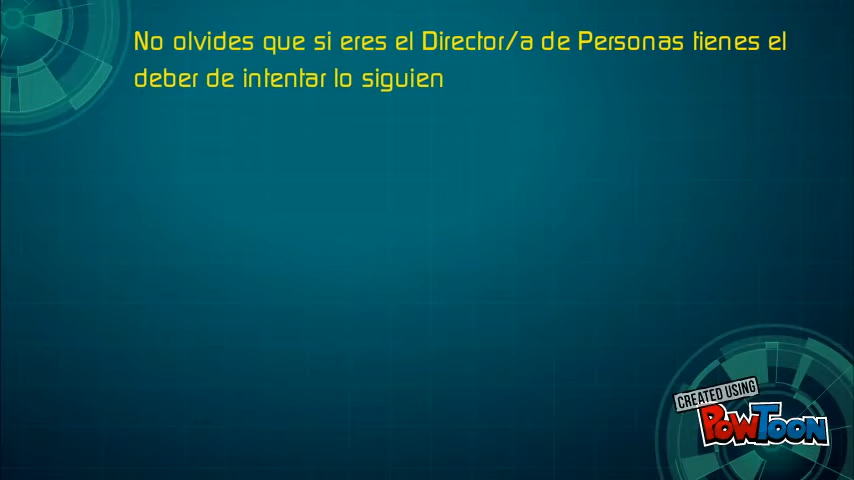 No olvides que si eres el Director/a de Personas tienes el
deber de intentar lo siguien
CREATED USING
POWTOON